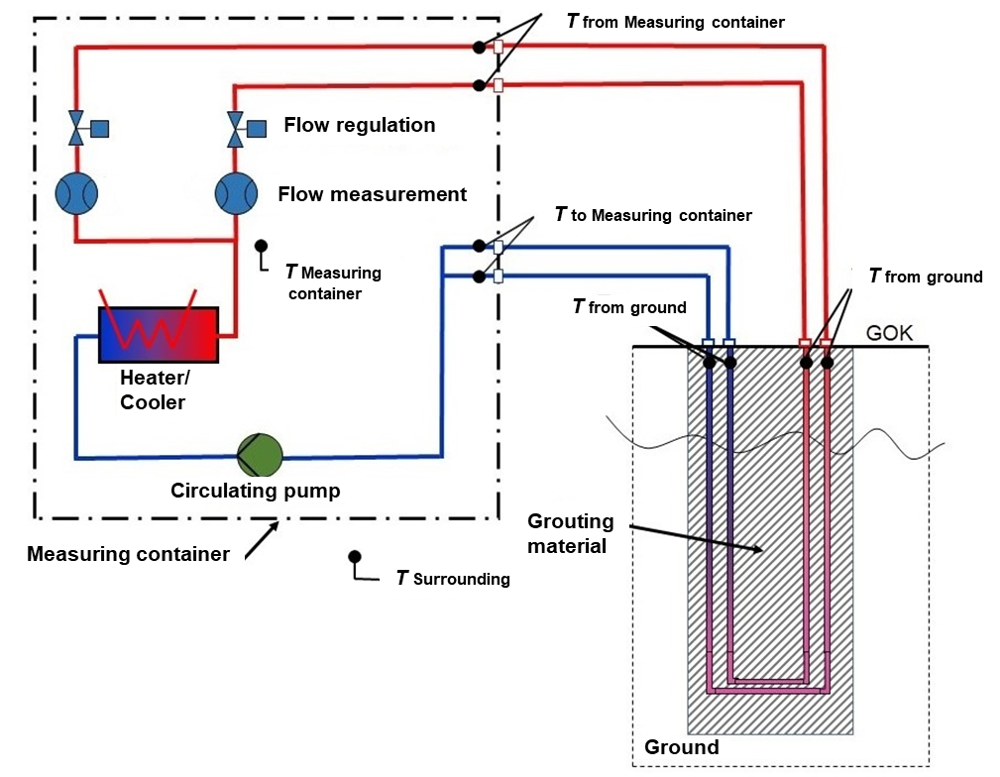 T from Measuring container
Flow regulation
Flow measurement
T to Measuring container
T Measuring
container
T from ground
T from ground
GOK
Heater/
Cooler
Circulating pump
Grouting
material
Measuring container
T Surrounding
Ground